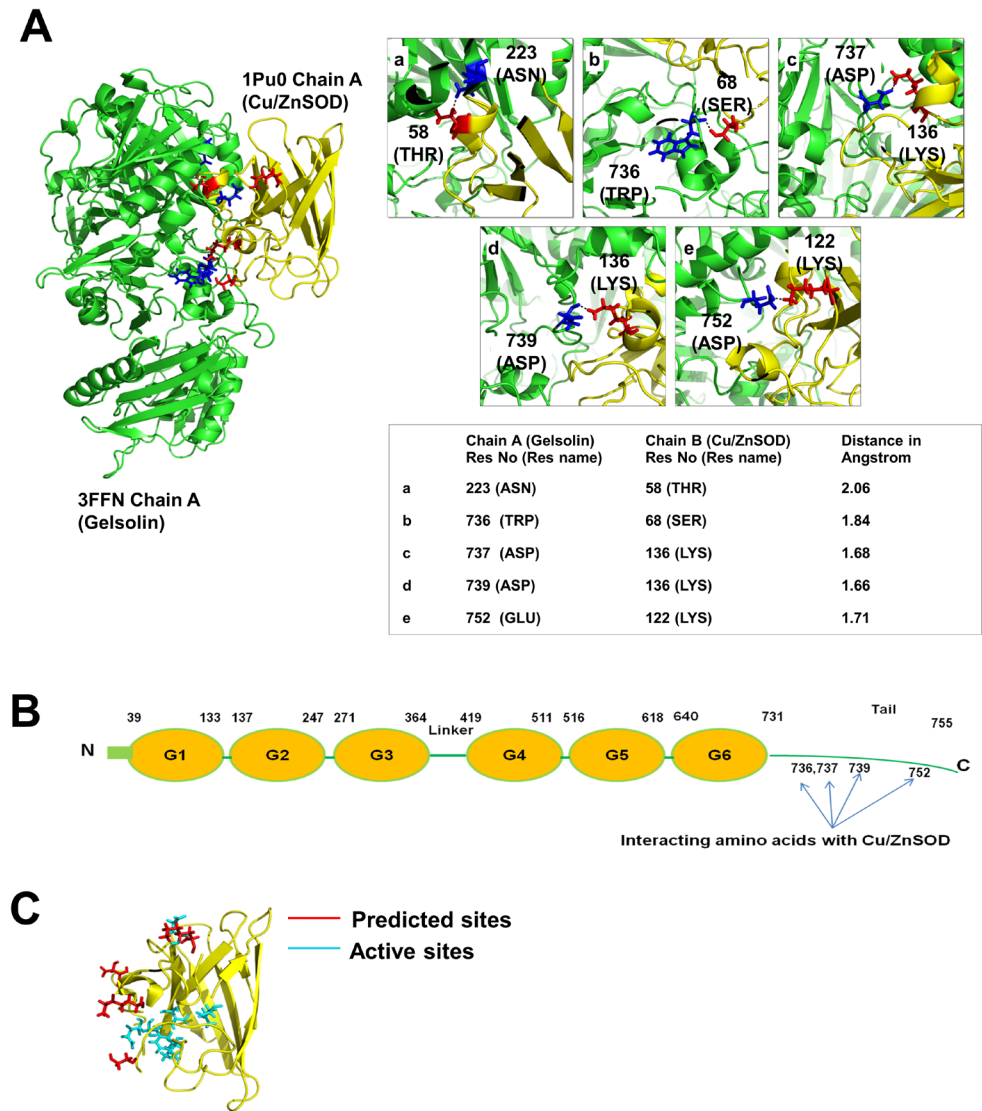 A
1Pu0 Chain A
(Cu/ZnSOD)
3FFN Chain A
(Gelsolin)
a
223
(ASN)
58
(THR)
b
68
(SER)
736
(TRP)
c
737
(ASP)
136
(LYS)
d
136
(LYS)
739
(ASP)
e
122
(LYS)
752
(ASP)
Chain A (Gelsolin) Chain B (Cu/ZnSOD) Distance in
Res No (Res name) Res No (Res name) Angstrom
a 223 (ASN) 58 (THR) 2.06
b 736 (TRP) 68 (SER) 1.84
c 737 (ASP) 136 (LYS) 1.68
d 739 (ASP) 136 (LYS) 1.66
e 752 (GLU) 122 (LYS) 1.71
B
39 133 137 247 271 364 419 511 516 618 640 731 Tail 755
Linker
N G1 G2 G3 G4 G5 G6 C
736,737 739 752
Interacting amino acids with Cu/ZnSOD
C
Predicted sites
Active sites